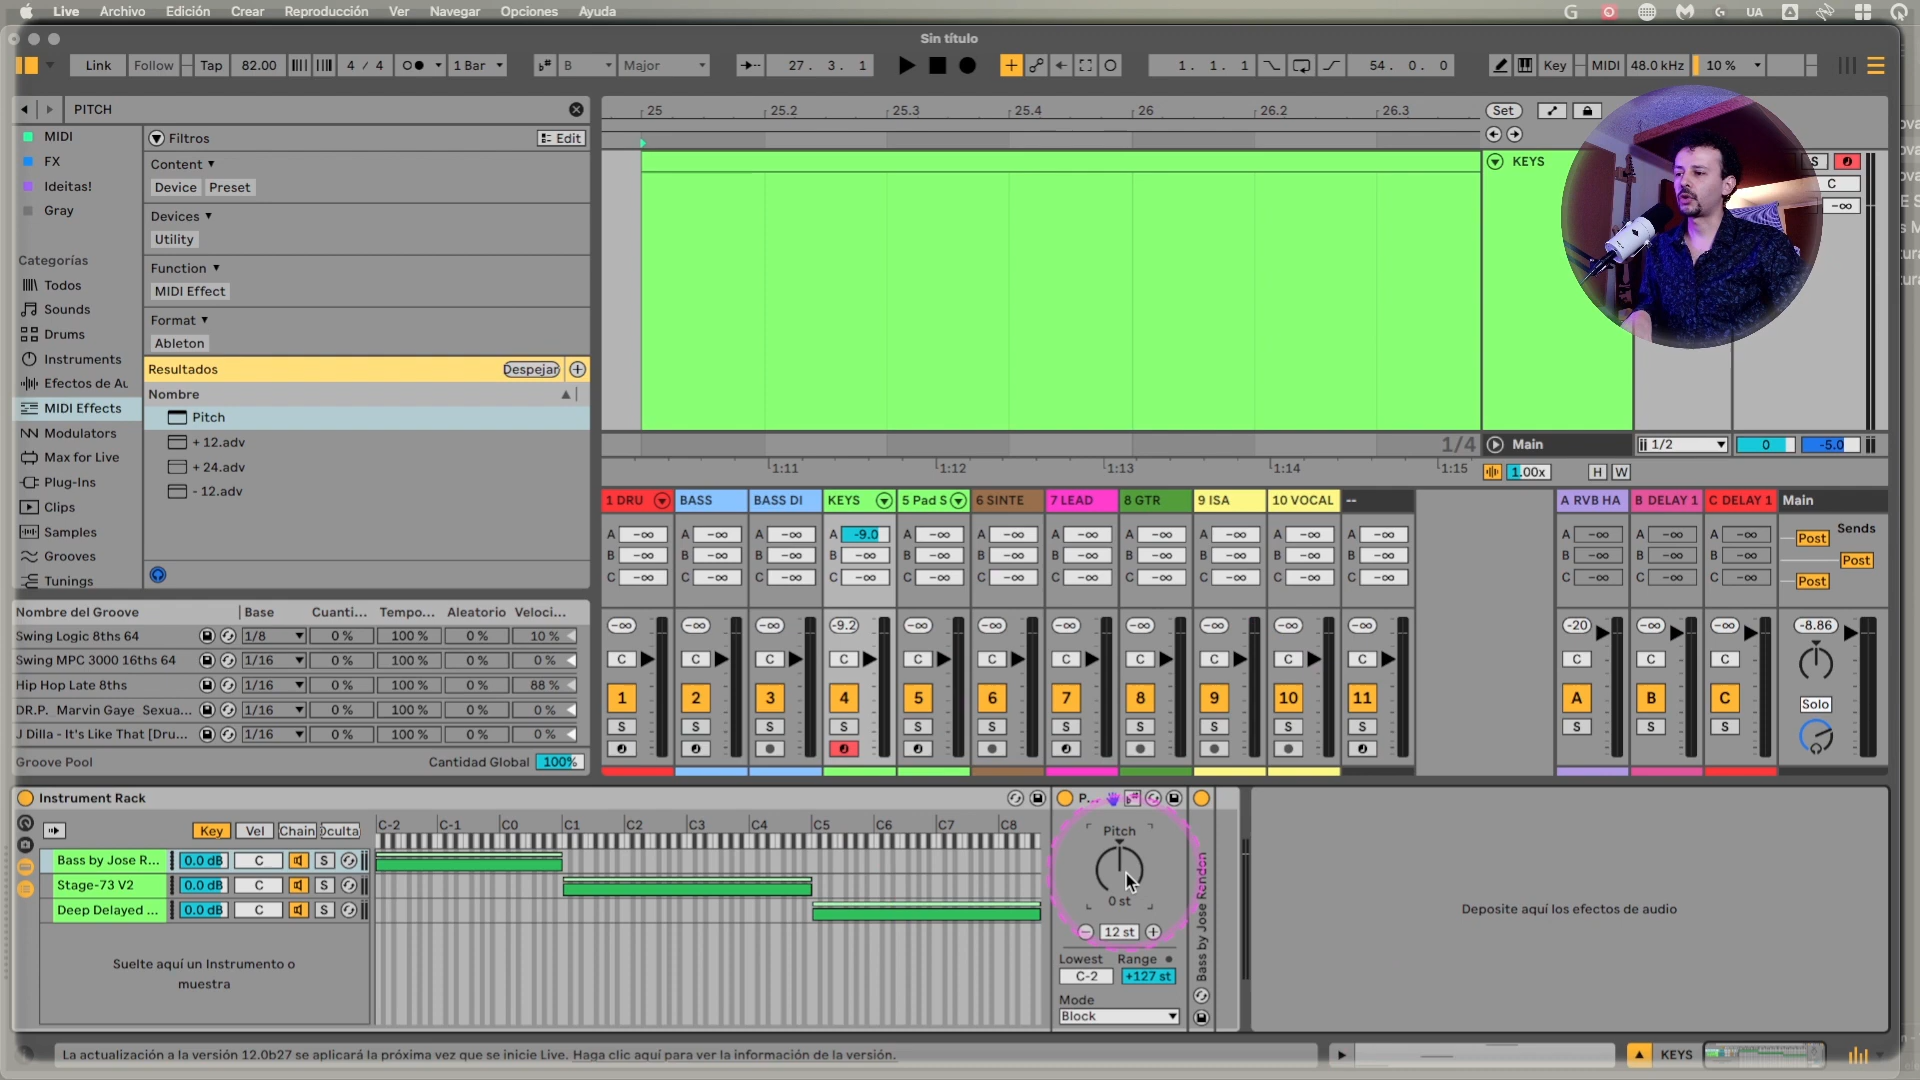 Live Archivo Edición Crear Reproducción Ver Navegar Opciones Ayuda UA
Sin título
Link Follow Tap 82.00 4 / 4 1 Bar B Major 27. 3. 1 1. 1. 1 54. 0. 0 Key MIDI 48.0 kHz 10 %
PITCH
Filtros Edit
Content
Device Preset
Devices
Utility
Function
MIDI Effect
Format
Ableton
Resultados Despejar
Nombre
Pitch
+ 12.adv
+ 24.adv
- 12.adv
MIDI
FX
Ideitas!
Gray
Categorías
Todos
Sounds
Drums
Instruments
Efectos de Au
MIDI Effects
Modulators
Max for Live
Plug-Ins
Clips
Samples
Grooves
Tunings
25 25.2 25.3 25.4 26 26.2 26.3
Set
KEYS S
C
-∞
1/4 Main 1/2 0 -5.0
1:11 1:12 1:13 1:14 1:15 1.00x H W
Nombre del Groove Base Cuanti... Tempo... Aleatorio Veloci...
Swing Logic 8ths 64 1/8 0 % 100 % 0 % 10 %
Swing MPC 3000 16ths 64 1/16 0 % 100 % 0 % 0 %
Hip Hop Late 8ths 1/16 0 % 100 % 0 % 88 %
DR.P. Marvin Gaye Sexua... 1/16 0 % 100 % 0 % 0 %
J Dilla - It's Like That [Dru... 1/16 0 % 100 % 0 % 0 %
Groove Pool Cantidad Global 100%
1 DRU BASS BASS DI KEYS 5 Pad S 6 SINTE 7 LEAD 8 GTR 9 ISA 10 VOCAL -- A RVB HA B DELAY 1 C DELAY 1 Main
A -∞ A -∞ A -∞ A -9.0 A -∞ A -∞ A -∞ A -∞ A -∞ A -∞ A -∞ A -∞ A -∞ A -∞ Sends
B -∞ B -∞ B -∞ B -∞ B -∞ B -∞ B -∞ B -∞ B -∞ B -∞ B -∞ B -∞ B -∞ B -∞ Post
C -∞ C -∞ C -∞ C -∞ C -∞ C -∞ C -∞ C -∞ C -∞ C -∞ C -∞ C -∞ C -∞ C -∞ Post
Post
-∞ -∞ -∞ -9.2 -∞ -∞ -∞ -∞ -∞ -∞ -∞ -20 -∞ -∞ -8.86
C C C C C C C C C C C C C C
1 2 3 4 5 6 7 8 9 10 11 A B C Solo
S S S S S S S S S S S S S S
Instrument Rack
Key Vel Chain Oculta C-2 C-1 C0 C1 C2 C3 C4 C5 C6 C7 C8
Bass by Jose R... 0.0 dB C S
Stage-73 V2 0.0 dB C S
Deep Delayed ... 0.0 dB C S
Suelte aquí un Instrumento o
muestra
P...
Pitch
0 st
12 st
Lowest Range
C-2 +127 st
Mode
Block
Bass by Jose Rendon
Deposite aquí los efectos de audio
La actualización a la versión 12.0b27 se aplicará la próxima vez que se inicie Live. Haga clic aquí para ver la información de la versión.
KEYS